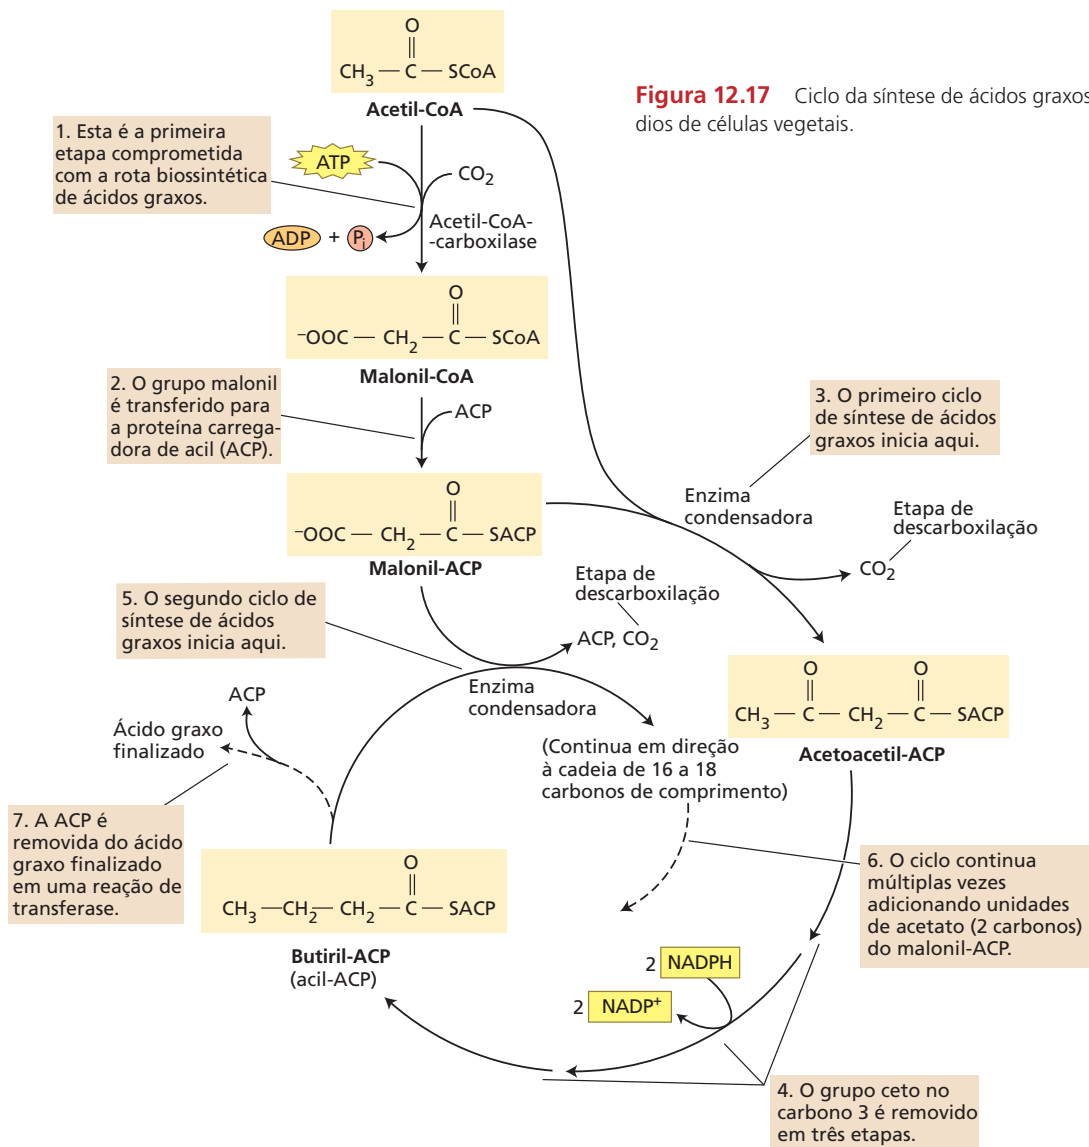 Figura 12.17 Ciclo da síntese de ácidos graxos
dios de células vegetais.
O
CH3 — C — SCoA
Acetil-CoA
1. Esta é a primeira
etapa comprometida
com a rota biossintética
de ácidos graxos.
ATP
CO2
ADP + Pi
Acetil-CoA-
-carboxilase
O
⁻OOC — CH2 — C — SCoA
Malonil-CoA
2. O grupo malonil
é transferido para
a proteína carrega-
dora de acil (ACP).
ACP
O
⁻OOC — CH2 — C — SACP
Malonil-ACP
3. O primeiro ciclo
de síntese de ácidos
graxos inicia aqui.
Enzima
condensadora
Etapa de
descarboxilação
CO2
5. O segundo ciclo de
síntese de ácidos
graxos inicia aqui.
Etapa de
descarboxilação
ACP, CO2
Enzima
condensadora
O O
CH3 — C — CH2 — C — SACP
Acetoacetil-ACP
ACP
Ácido graxo
finalizado
(Continua em direção
à cadeia de 16 a 18
carbonos de comprimento)
7. A ACP é
removida do ácido
graxo finalizado
em uma reação de
transferase.
O
CH3 —CH2— CH2 — C — SACP
Butiril-ACP
(acil-ACP)
6. O ciclo continua
múltiplas vezes
adicionando unidades
de acetato (2 carbonos)
do malonil-ACP.
2 NADPH
2 NADP⁺
4. O grupo ceto no
carbono 3 é removido
em três etapas.